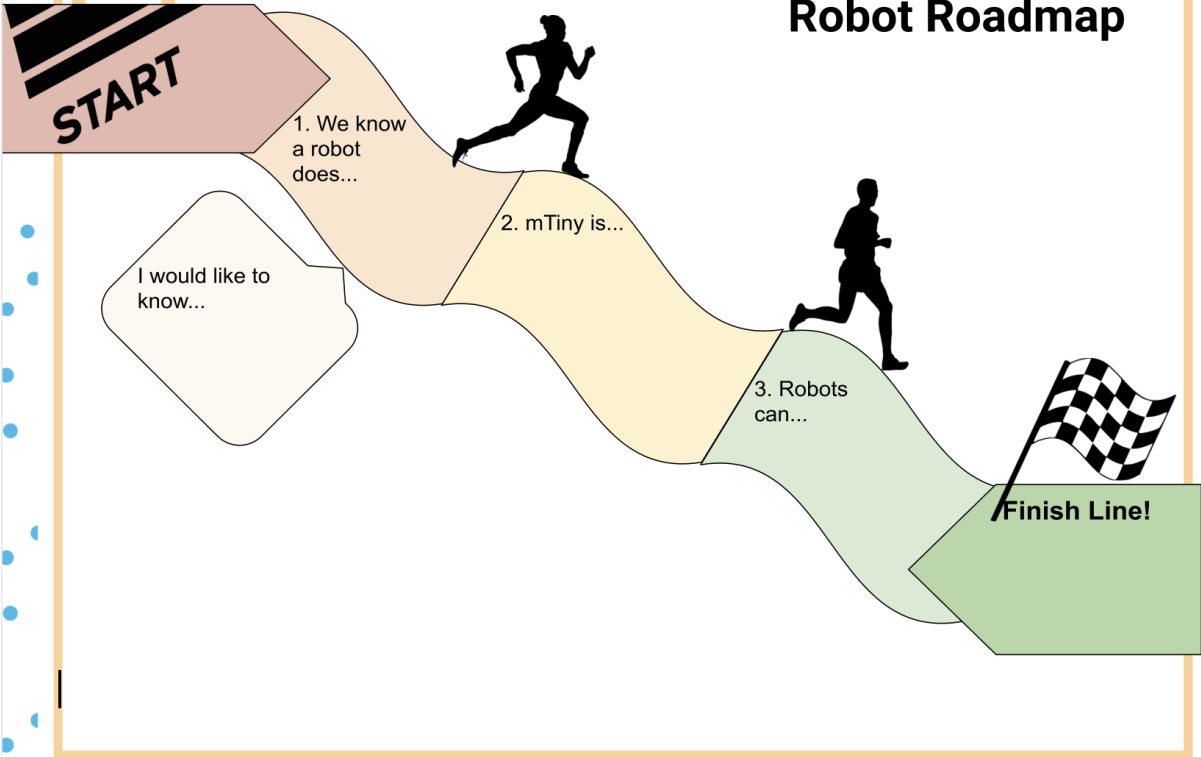 Robot Roadmap
START
1. We know
a robot
does...
2. mTiny is...
I would like to
know...
3. Robots
can...
Finish Line!